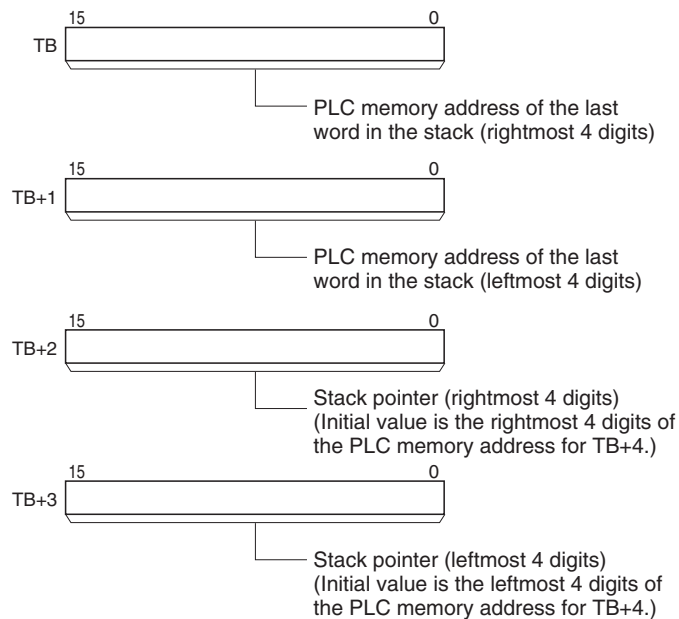 15 0
TB
PLC memory address of the last
word in the stack (rightmost 4 digits)
15 0
TB+1
PLC memory address of the last
word in the stack (leftmost 4 digits)
15 0
TB+2
Stack pointer (rightmost 4 digits)
(Initial value is the rightmost 4 digits of
the PLC memory address for TB+4.)
15 0
TB+3
Stack pointer (leftmost 4 digits)
(Initial value is the leftmost 4 digits of
the PLC memory address for TB+4.)